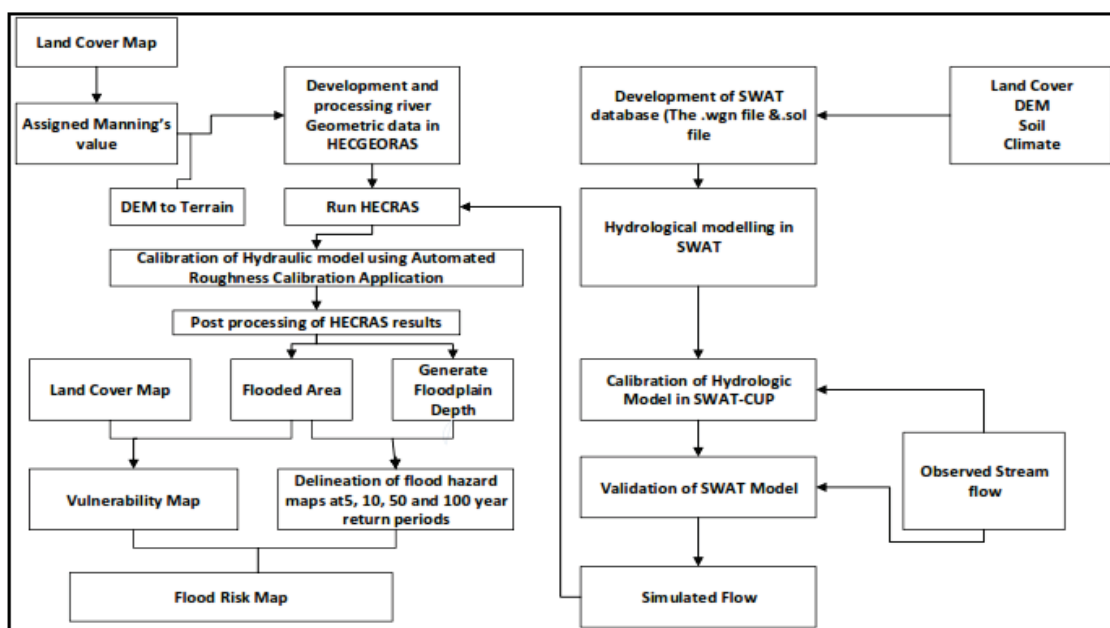 Land Cover Map
Assigned Manning's
value
DEM to Terrain
Development and
processing river
Geometric data in
HECGEORAS
Run HECRAS
Calibration of Hydraulic model using Automated
Roughness Calibration Application
Post processing of HECRAS results
Land Cover Map
Flooded Area
Generate
Floodplain
Depth
Vulnerability Map
Delineation of flood hazard
maps at5, 10, 50 and 100 year
return periods
Flood Risk Map
Development of SWAT
database (The .wgn file &.sol
file
Land Cover
DEM
Soil
Climate
Hydrological modelling in
SWAT
Calibration of Hydrologic
Model in SWAT-CUP
Observed Stream
flow
Validation of SWAT Model
Simulated Flow